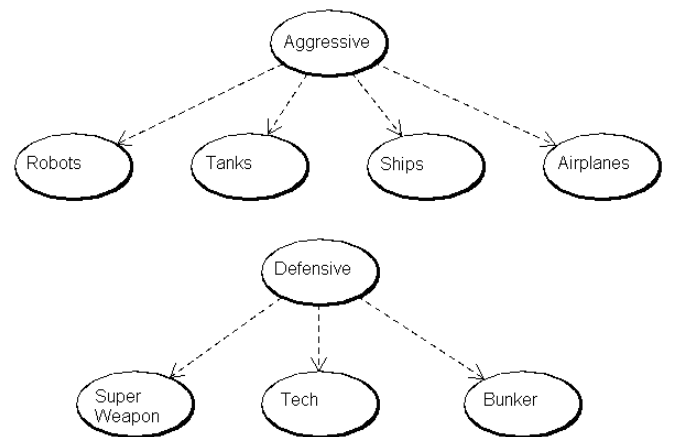 Aggressive
Robots
Tanks
Ships
Airplanes
Defensive
Super
Weapon
Tech
Bunker